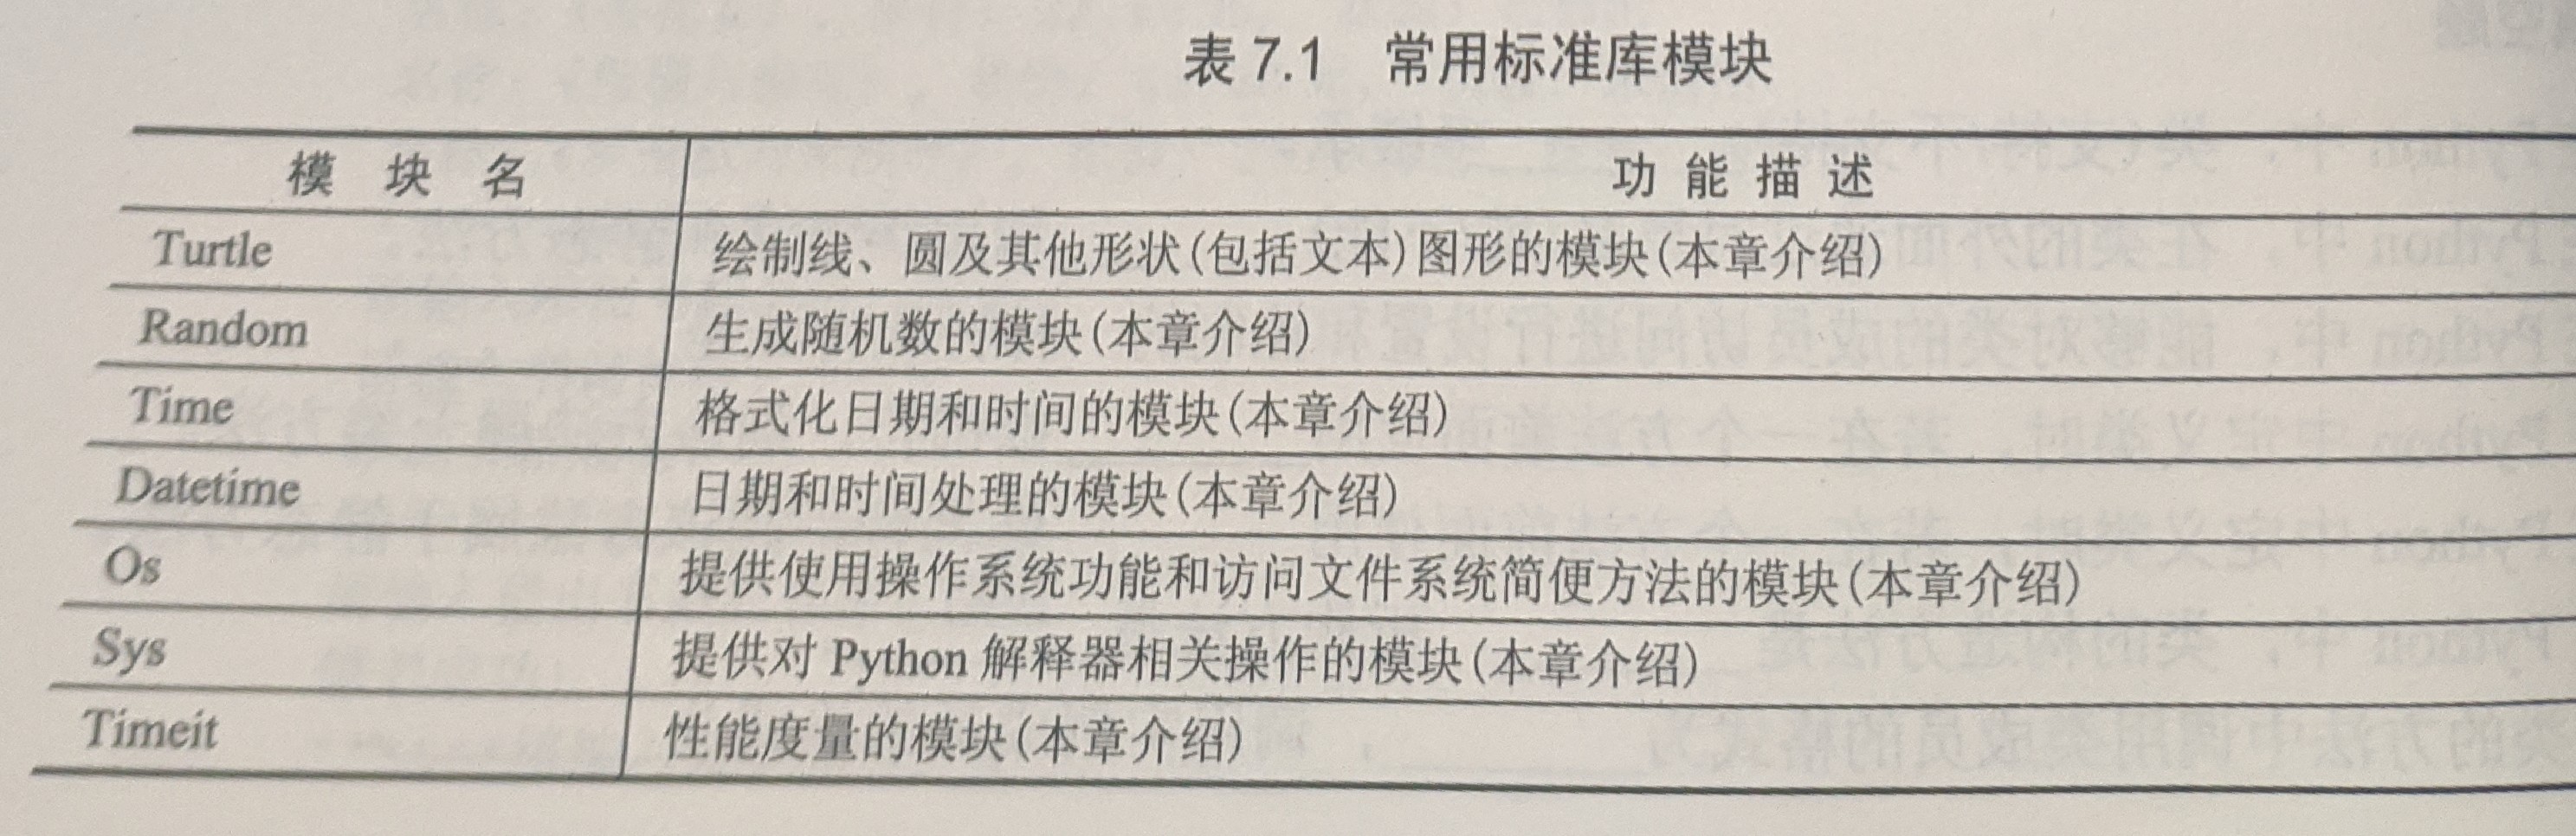 表 7.1 常用标准库模块
模 块 名 功 能 描 述
Turtle 绘制线、圆及其他形状(包括文本)图形的模块(本章介绍)
Random 生成随机数的模块(本章介绍)
Time 格式化日期和时间的模块(本章介绍)
Datetime 日期和时间处理的模块(本章介绍)
Os 提供使用操作系统功能和访问文件系统简便方法的模块(本章介绍)
Sys 提供对 Python 解释器相关操作的模块(本章介绍)
Timeit 性能度量的模块(本章介绍)